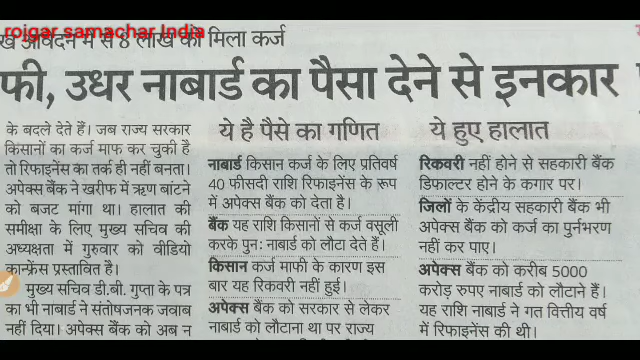 rojgar samachar India
ख आवेदन में से 8 लाख को मिला कर्ज
फी, उधर नाबार्ड का पैसा देने से इनकार
के बदले देते हैं। जब राज्य सरकार
किसानों का कर्ज माफ कर चुकी है
तो रिफाइनेंस का तर्क ही नहीं बनता।
अपेक्स बैंक ने खरीफ में ऋण बांटने
को बजट मांगा था। हालात की
समीक्षा के लिए मुख्य सचिव की
अध्यक्षता में गुरुवार को वीडियो
कान्फ्रेंस प्रस्तावित है।
मुख्य सचिव डी.बी. गुप्ता के पत्र
का भी नाबार्ड ने संतोषजनक जवाब
नहीं दिया। अपेक्स बैंक को अब न
ये है पैसे का गणित
नाबार्ड किसान कर्ज के लिए प्रतिवर्ष
40 फीसदी राशि रिफाइनेंस के रूप
में अपेक्स बैंक को देता है।
बैंक यह राशि किसानों से कर्ज वसूली
करके पुन: नाबार्ड को लौटा देते हैं।
किसान कर्ज माफी के कारण इस
बार यह रिकवरी नहीं हुई।
अपेक्स बैंक को सरकार से लेकर
नाबार्ड को लौटाना था पर राज्य
ये हुए हालात
रिकवरी नहीं होने से सहकारी बैंक
डिफाल्टर होने के कगार पर।
जिलों के केंद्रीय सहकारी बैंक भी
अपेक्स बैंक को कर्ज का पुर्नभरण
नहीं कर पाए।
अपेक्स बैंक को करीब 5000
करोड़ रुपए नाबार्ड को लौटाने हैं।
यह राशि नाबार्ड ने गत वित्तीय वर्ष
में रिफाइनेंस की थी।